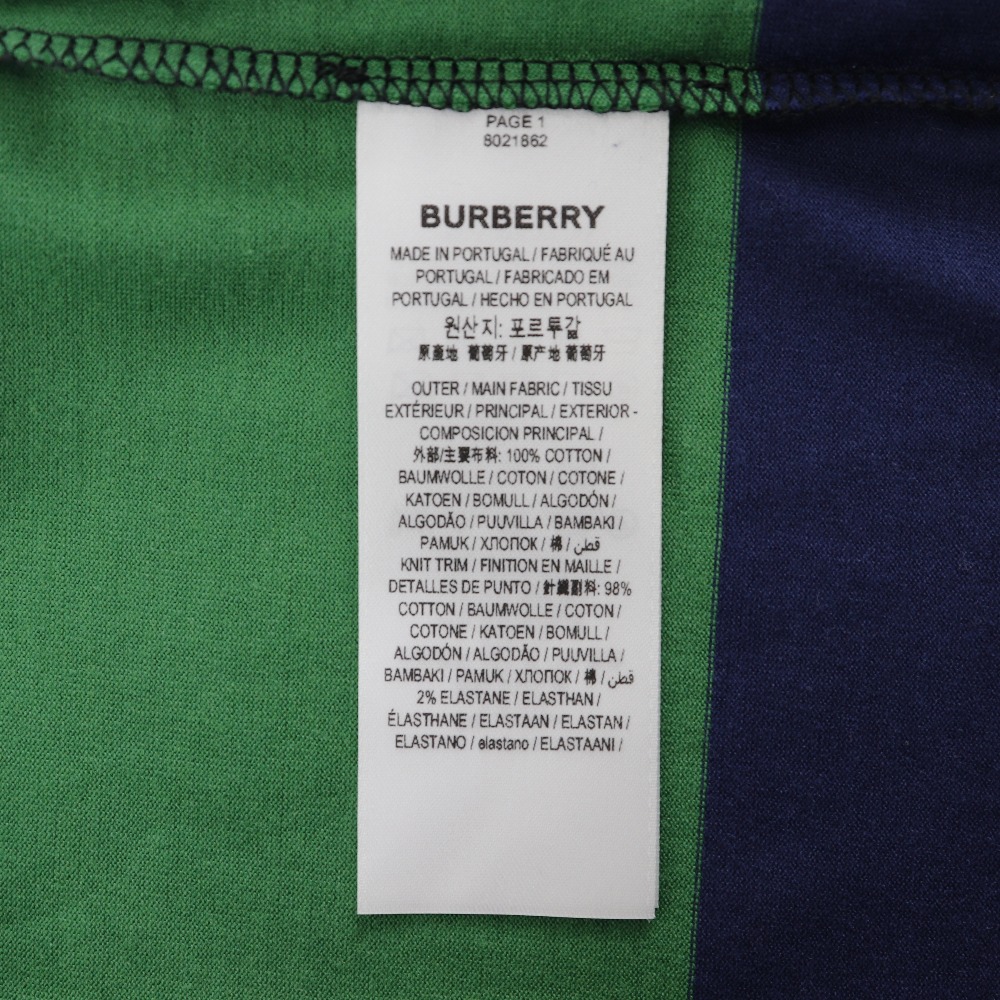 PAGE 1
8021862
BURBERRY
MADE IN PORTUGAL / FABRIQUÉ AU
PORTUGAL / FABRICADO EM
PORTUGAL / HECHO EN PORTUGAL
원산지: 포르투갈
原產地 葡萄牙 / 原产地 葡萄牙
OUTER / MAIN FABRIC / TISSU
EXTÉRIEUR / PRINCIPAL / EXTERIOR -
COMPOSICION PRINCIPAL /
外部/主要布料: 100% COTTON /
BAUMWOLLE / COTON / COTONE /
KATOEN / BOMULL / ALGODÓN /
ALGODÃO / PUUVILLA / BAMBAKI /
PAMUK / ХЛОПОК / 棉 / قطن
KNIT TRIM / FINITION EN MAILLE /
DETALLES DE PUNTO / 針織副料: 98%
COTTON / BAUMWOLLE / COTON /
COTONE / KATOEN / BOMULL /
ALGODÓN / ALGODÃO / PUUVILLA /
BAMBAKI / PAMUK / ХЛОПОК / 棉 / قطن
2% ELASTANE / ELASTHAN /
ÉLASTHANE / ELASTAAN / ELASTAN /
ELASTANO / elastano / ELASTAANI /